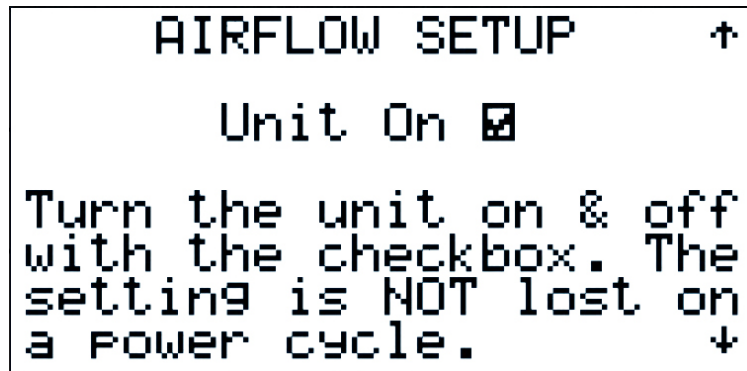 AIRFLOW SETUP ↑
Unit On ☑
Turn the unit on & off
with the checkbox. The
setting is NOT lost on
a power cycle. ↓